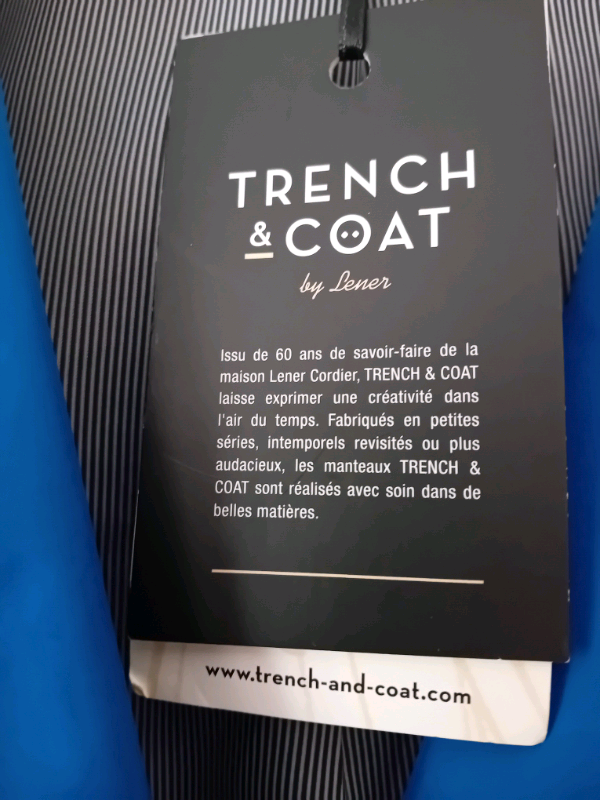 TRENCH
& COAT
by Lener
Issu de 60 ans de savoir-faire de la
maison Lener Cordier, TRENCH & COAT
laisse exprimer une créativité dans
l'air du temps. Fabriqués en petites
séries, intemporels revisités ou plus
audacieux, les manteaux TRENCH &
COAT sont réalisés avec soin dans de
belles matières.
www.trench-and-coat.com